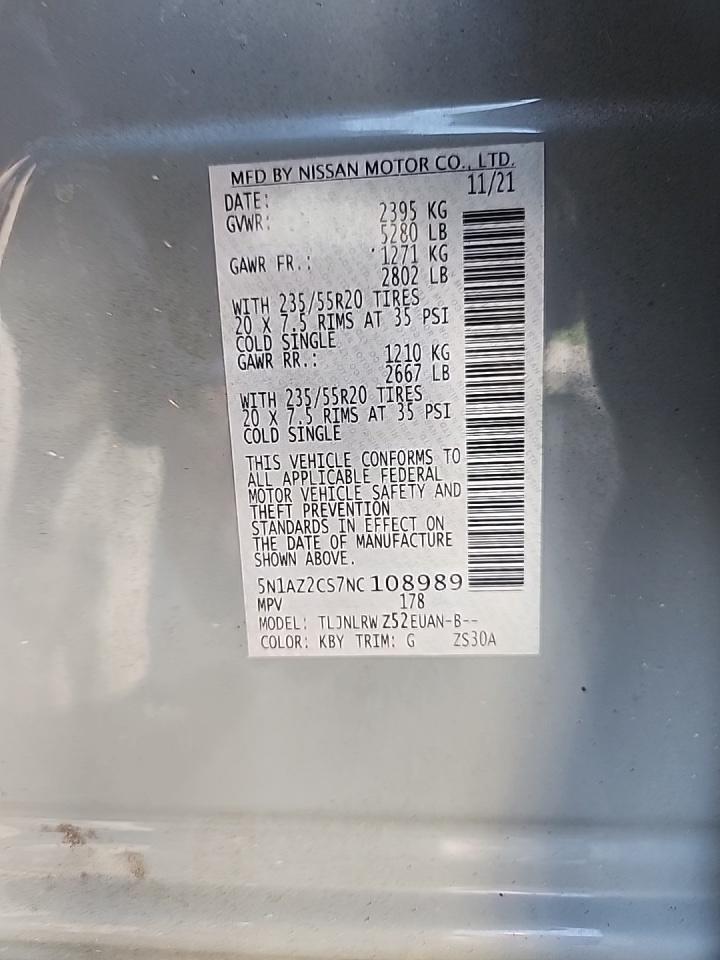 MFD BY NISSAN MOTOR CO., LTD.
DATE: 11/21
GVWR: 2395 KG
5280 LB
GAWR FR.: 1271 KG
2802 LB
WITH 235/55R20 TIRES
20 X 7.5 RIMS AT 35 PSI
COLD SINGLE
GAWR RR.: 1210 KG
2667 LB
WITH 235/55R20 TIRES
20 X 7.5 RIMS AT 35 PSI
COLD SINGLE
THIS VEHICLE CONFORMS TO
ALL APPLICABLE FEDERAL
MOTOR VEHICLE SAFETY AND
THEFT PREVENTION
STANDARDS IN EFFECT ON
THE DATE OF MANUFACTURE
SHOWN ABOVE.
5N1AZ2CS7NC108989
MPV 178
MODEL: TLJNLRWZ52EUAN-B--
COLOR: KBY TRIM: G ZS30A